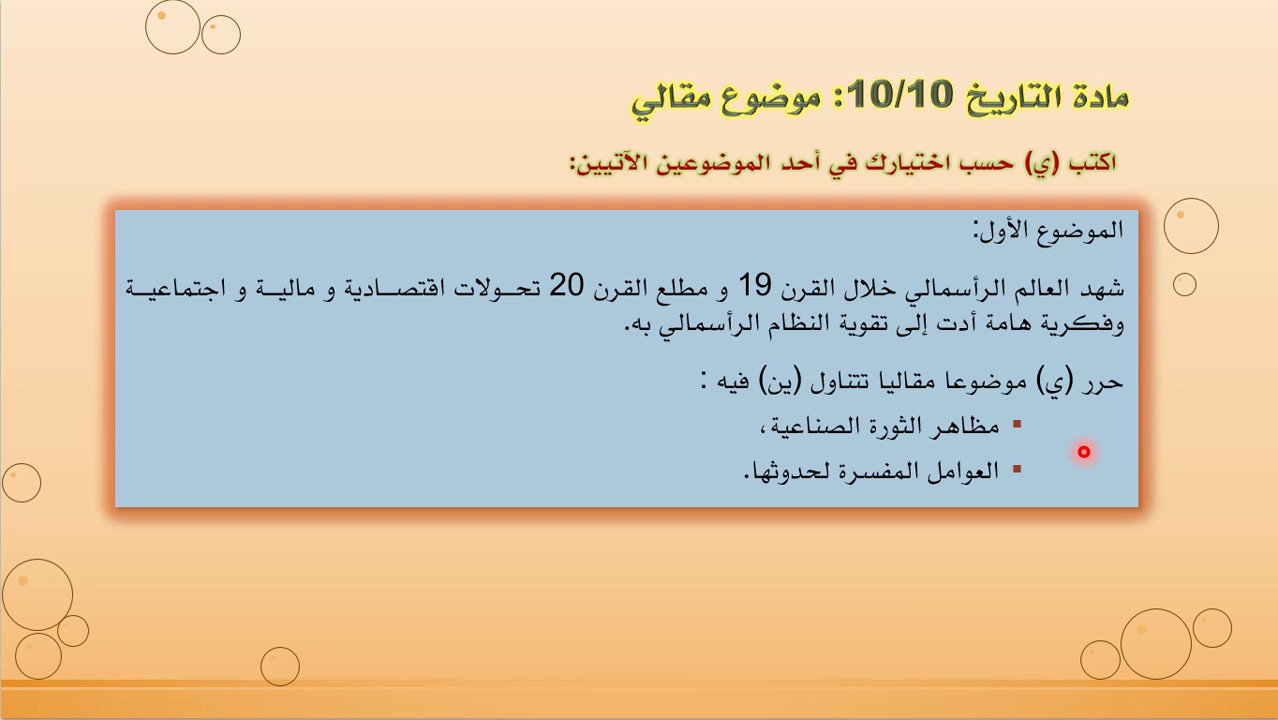 مادة التاريخ 10/10: موضوع مقالي
اكتب (ي) حسب اختيارك في أحد الموضوعين الآتيين:
الموضوع الأول:
شهد العالم الرأسمالي خلال القرن 19 و مطلع القرن 20 تحـولات اقتصـادية و ماليـة و اجتماعيـة
وفكرية هامة أدت إلى تقوية النظام الرأسمالي به.
حرر (ي) موضوعا مقاليا تتناول (ين) فيه :
▪ مظاهر الثورة الصناعية،
▪ العوامل المفسرة لحدوثها.